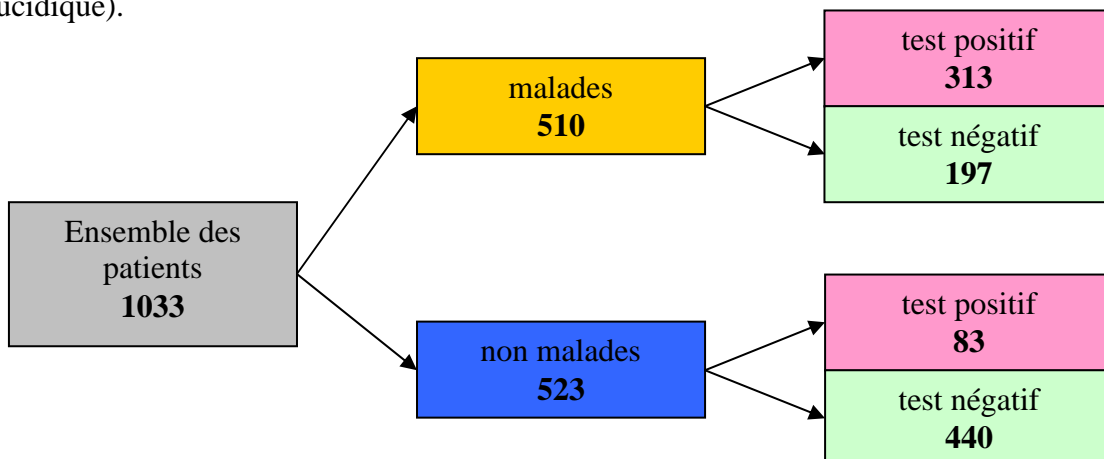 ucidique).
test positif
313
malades
510
test négatif
197
Ensemble des
patients
1033
test positif
83
non malades
523
test négatif
440